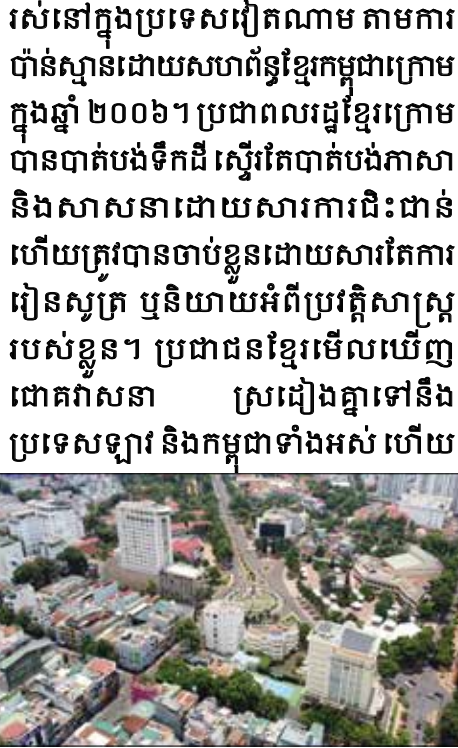 រស់នៅក្នុងប្រទេសវៀតណាម តាមការ
ប៉ាន់ស្មានដោយសហព័ន្ធខ្មែរកម្ពុជាក្រោម
ក្នុងឆ្នាំ ២០០៦។ ប្រជាពលរដ្ឋខ្មែរក្រោម
បានបាត់បង់ទឹកដី ស្ទើរតែបាត់បង់ភាសា
និងសាសនាដោយសារការជិះជាន់
ហើយត្រូវបានចាប់ខ្លួនដោយសារតែការ
រៀនសូត្រ ឬនិយាយអំពីប្រវត្តិសាស្ត្រ
របស់ខ្លួន។ ប្រជាជនខ្មែរមើលឃើញ
ជោគវាសនា ស្រដៀងគ្នាទៅនឹង
ប្រទេសឡាវ និងកម្ពុជាទាំងអស់ ហើយ